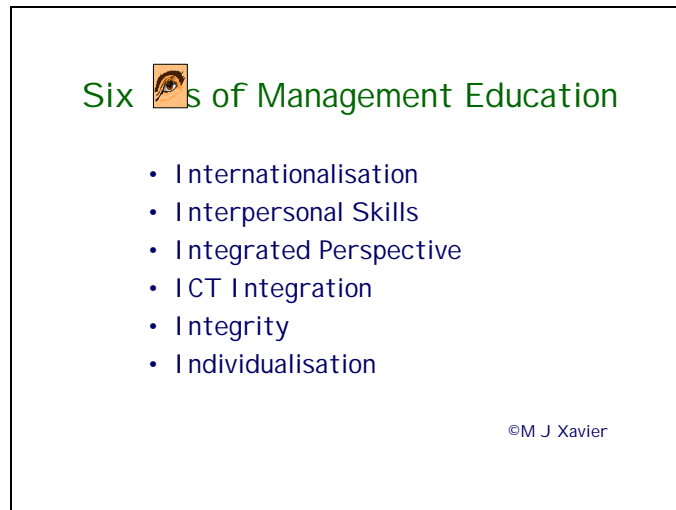 Six s of Management Education
• Internationalisation
• Interpersonal Skills
• Integrated Perspective
• ICT Integration
• Integrity
• Individualisation
©M J Xavier